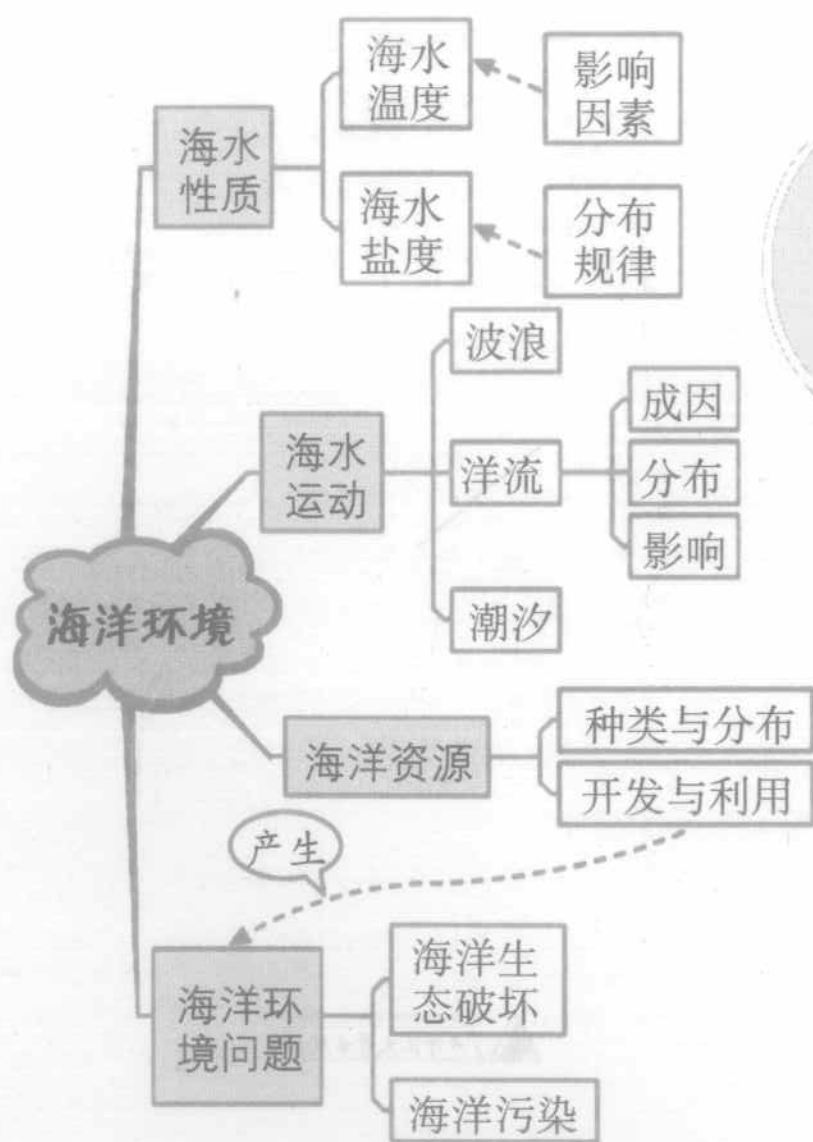 海水
温度
影响
因素
海水
性质
海水
盐度
分布
规律
波浪
海水
运动
洋流
成因
分布
影响
潮汐
海洋环境
海洋资源
种类与分布
开发与利用
产生
海洋环
境问题
海洋生
态破坏
海洋污染